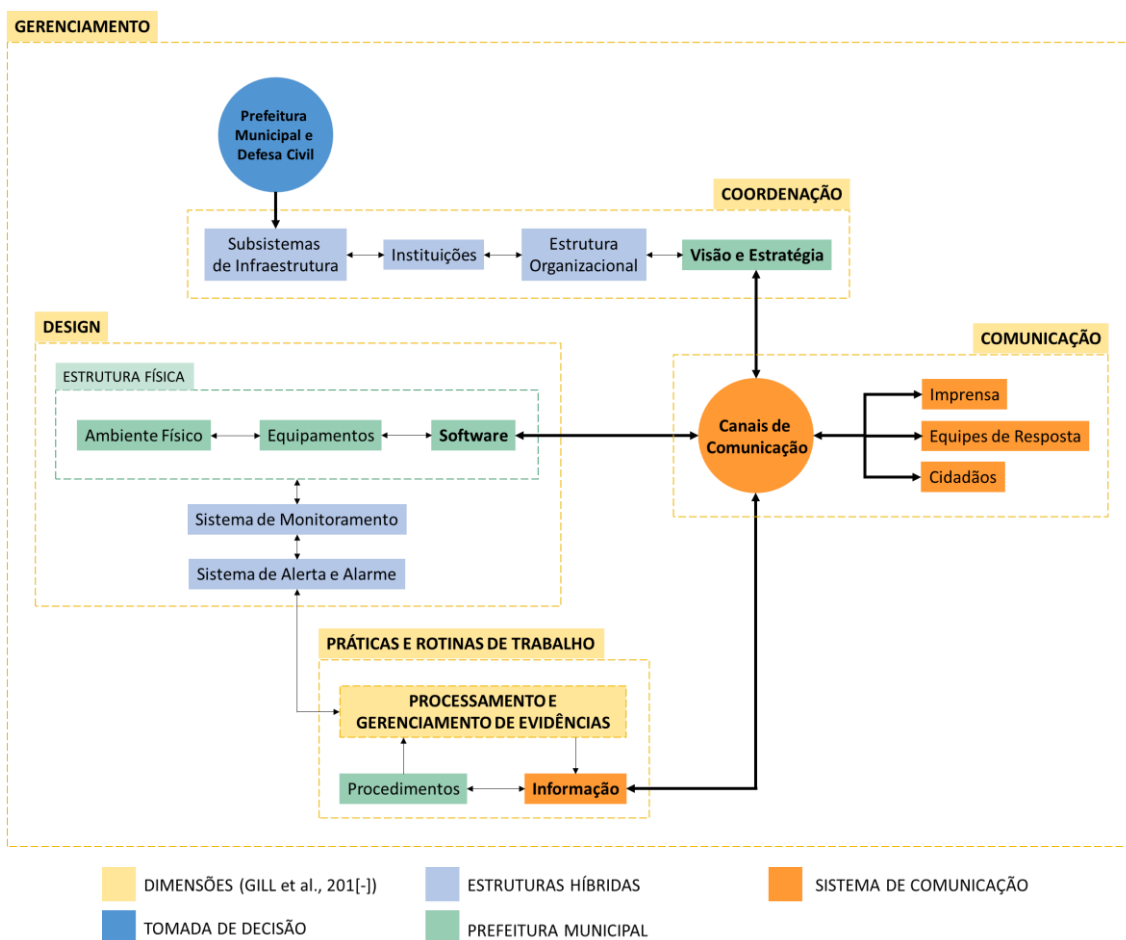 GERENCIAMENTO
Prefeitura
Municipal e
Defesa Civil
COORDENAÇÃO
Subsistemas
de Infraestrutura
Instituições
Estrutura
Organizacional
Visão e Estratégia
DESIGN
ESTRUTURA FÍSICA
Ambiente Físico
Equipamentos
Software
Sistema de Monitoramento
Sistema de Alerta e Alarme
COMUNICAÇÃO
Canais de
Comunicação
Imprensa
Equipes de Resposta
Cidadãos
PRÁTICAS E ROTINAS DE TRABALHO
PROCESSAMENTO E
GERENCIAMENTO DE EVIDÊNCIAS
Procedimentos
Informação
DIMENSÕES (GILL et al., 201[-])
ESTRUTURAS HÍBRIDAS
SISTEMA DE COMUNICAÇÃO
TOMADA DE DECISÃO
PREFEITURA MUNICIPAL